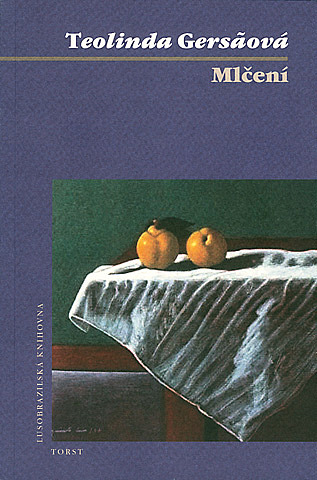 Teolinda Gersãová
Mlčení
LUSOBRAZILSKÁ KNIHOVNA
TORST